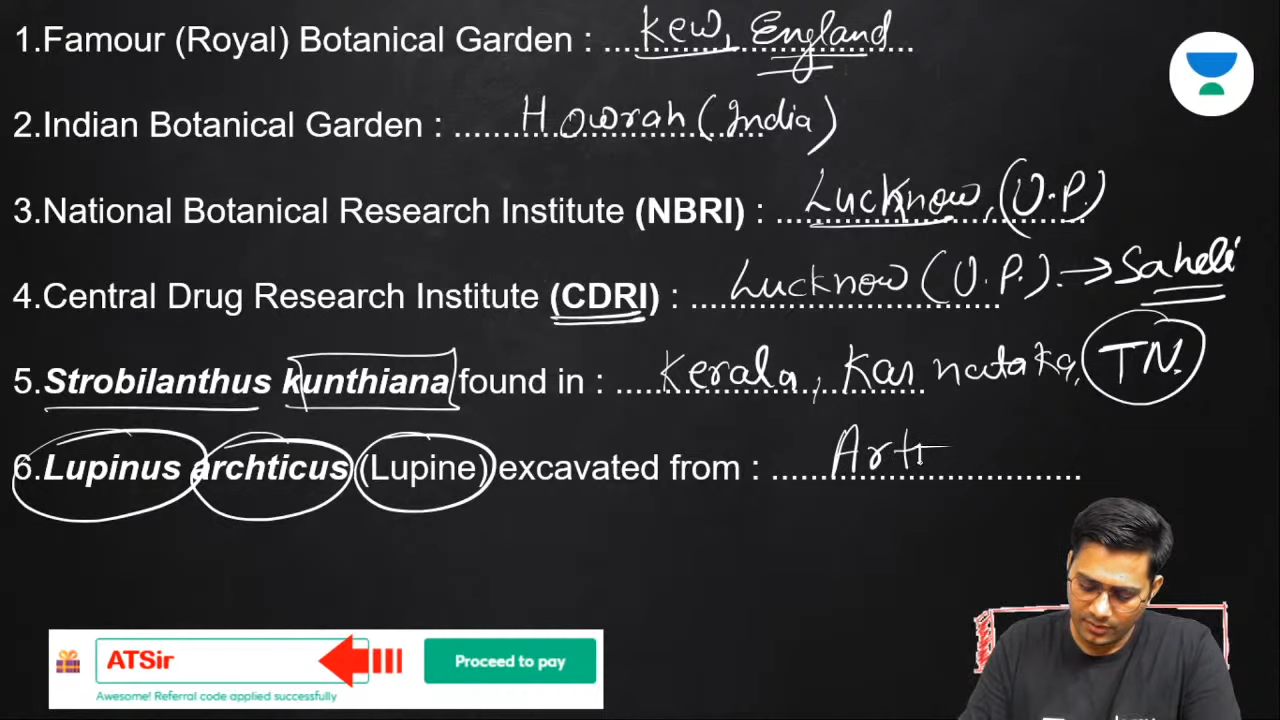 1.Famour (Royal) Botanical Garden : .... Kew, England
2.Indian Botanical Garden : .... Howrah (India)
3.National Botanical Research Institute (NBRI) : .... Lucknow, (U.P.)
4.Central Drug Research Institute (CDRI) : .... Lucknow (U.P.) → Saheli
5.Strobilanthus kunthiana found in : .... Kerala, Karnataka, TN.
6.Lupinus archticus (Lupine) excavated from : .... Art
ATSir
Proceed to pay
Awesome! Referral code applied successfully